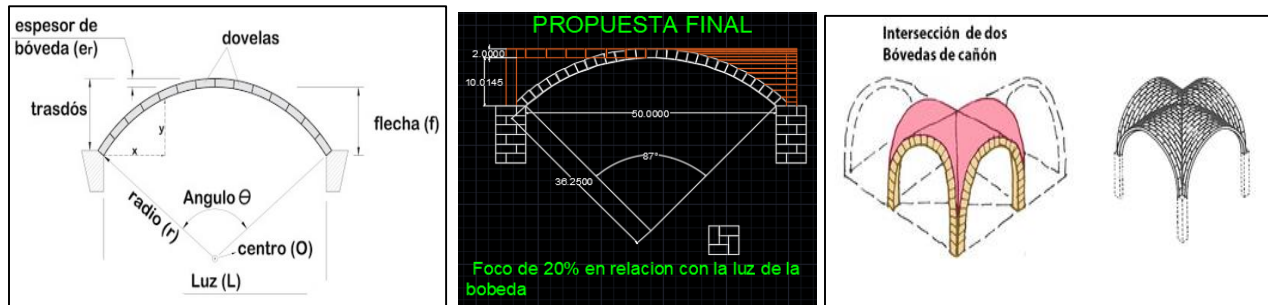 espesor de
bóveda (er)
dovelas
trasdós
flecha (f)
y
x
radio (r)
Angulo Θ
centro (O)
Luz (L)
PROPUESTA FINAL
2.0000
10.0145
50.0000
87°
36.2500
Foco de 20% en relacion con la luz de la
bobeda
Intersección de dos
Bóvedas de cañón